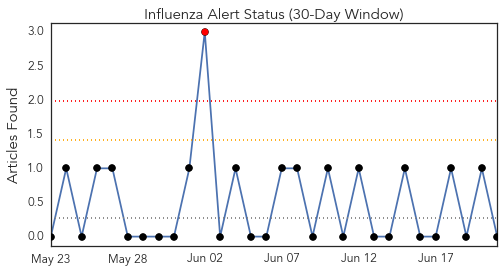 Influenza Alert Status (30-Day Window)
Articles Found
3.0
2.5
2.0
1.5
1.0
0.5
0.0
May 23 May 28 Jun 02 Jun 07 Jun 12 Jun 17